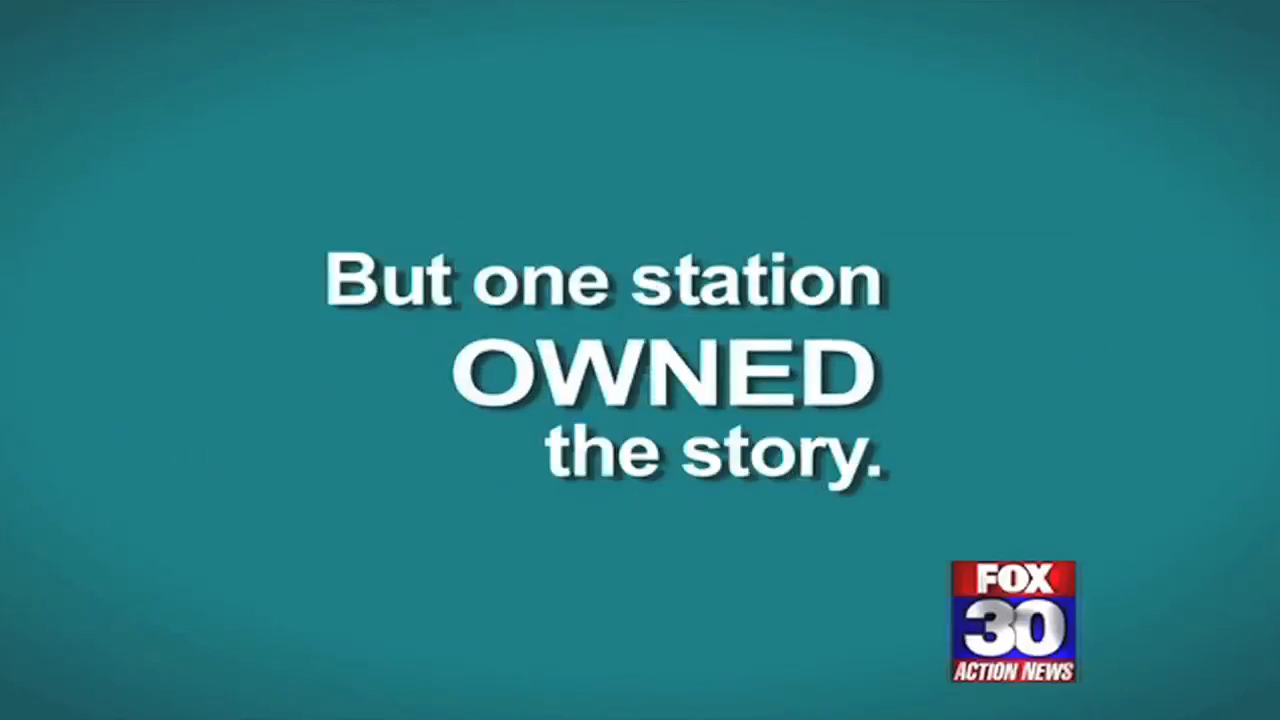 But one station
OWNED
the story.
FOX
30
ACTION NEWS